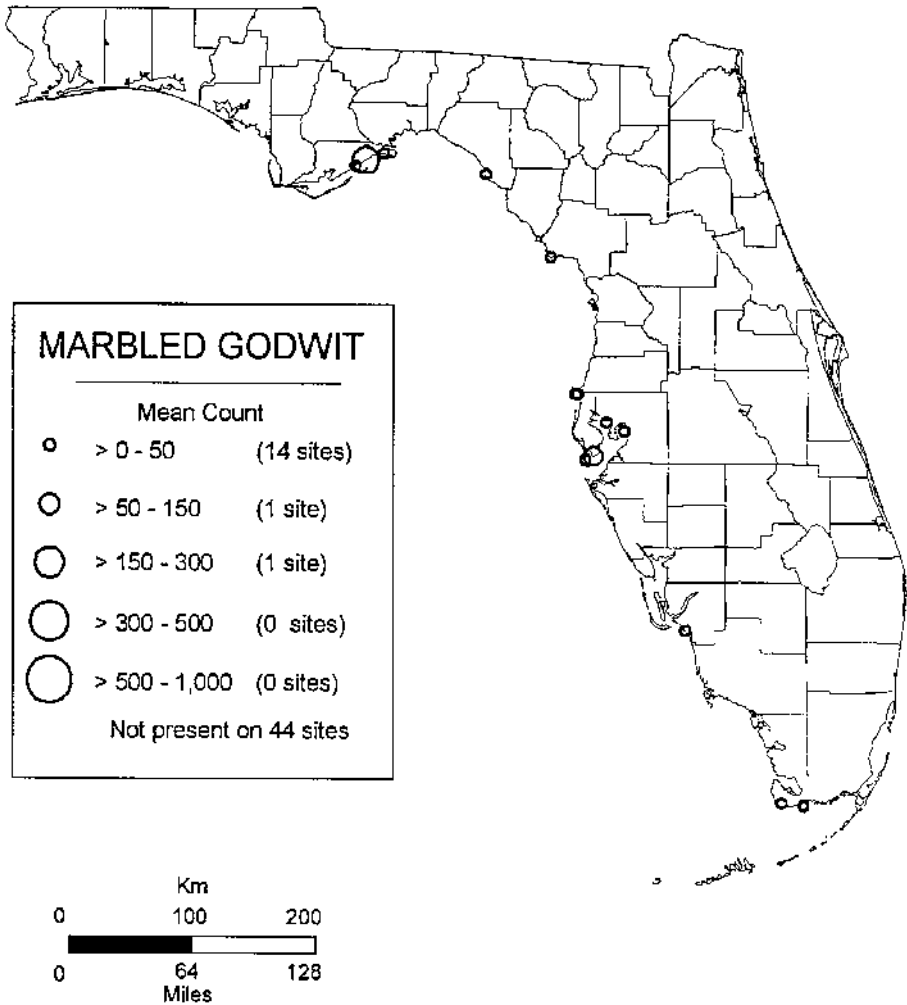 MARBLED GODWIT
Mean Count
> 0 - 50 (14 sites)
> 50 - 150 (1 site)
> 150 - 300 (1 site)
> 300 - 500 (0 sites)
> 500 - 1,000 (0 sites)
Not present on 44 sites
Km
0 100 200
0 64 128
Miles